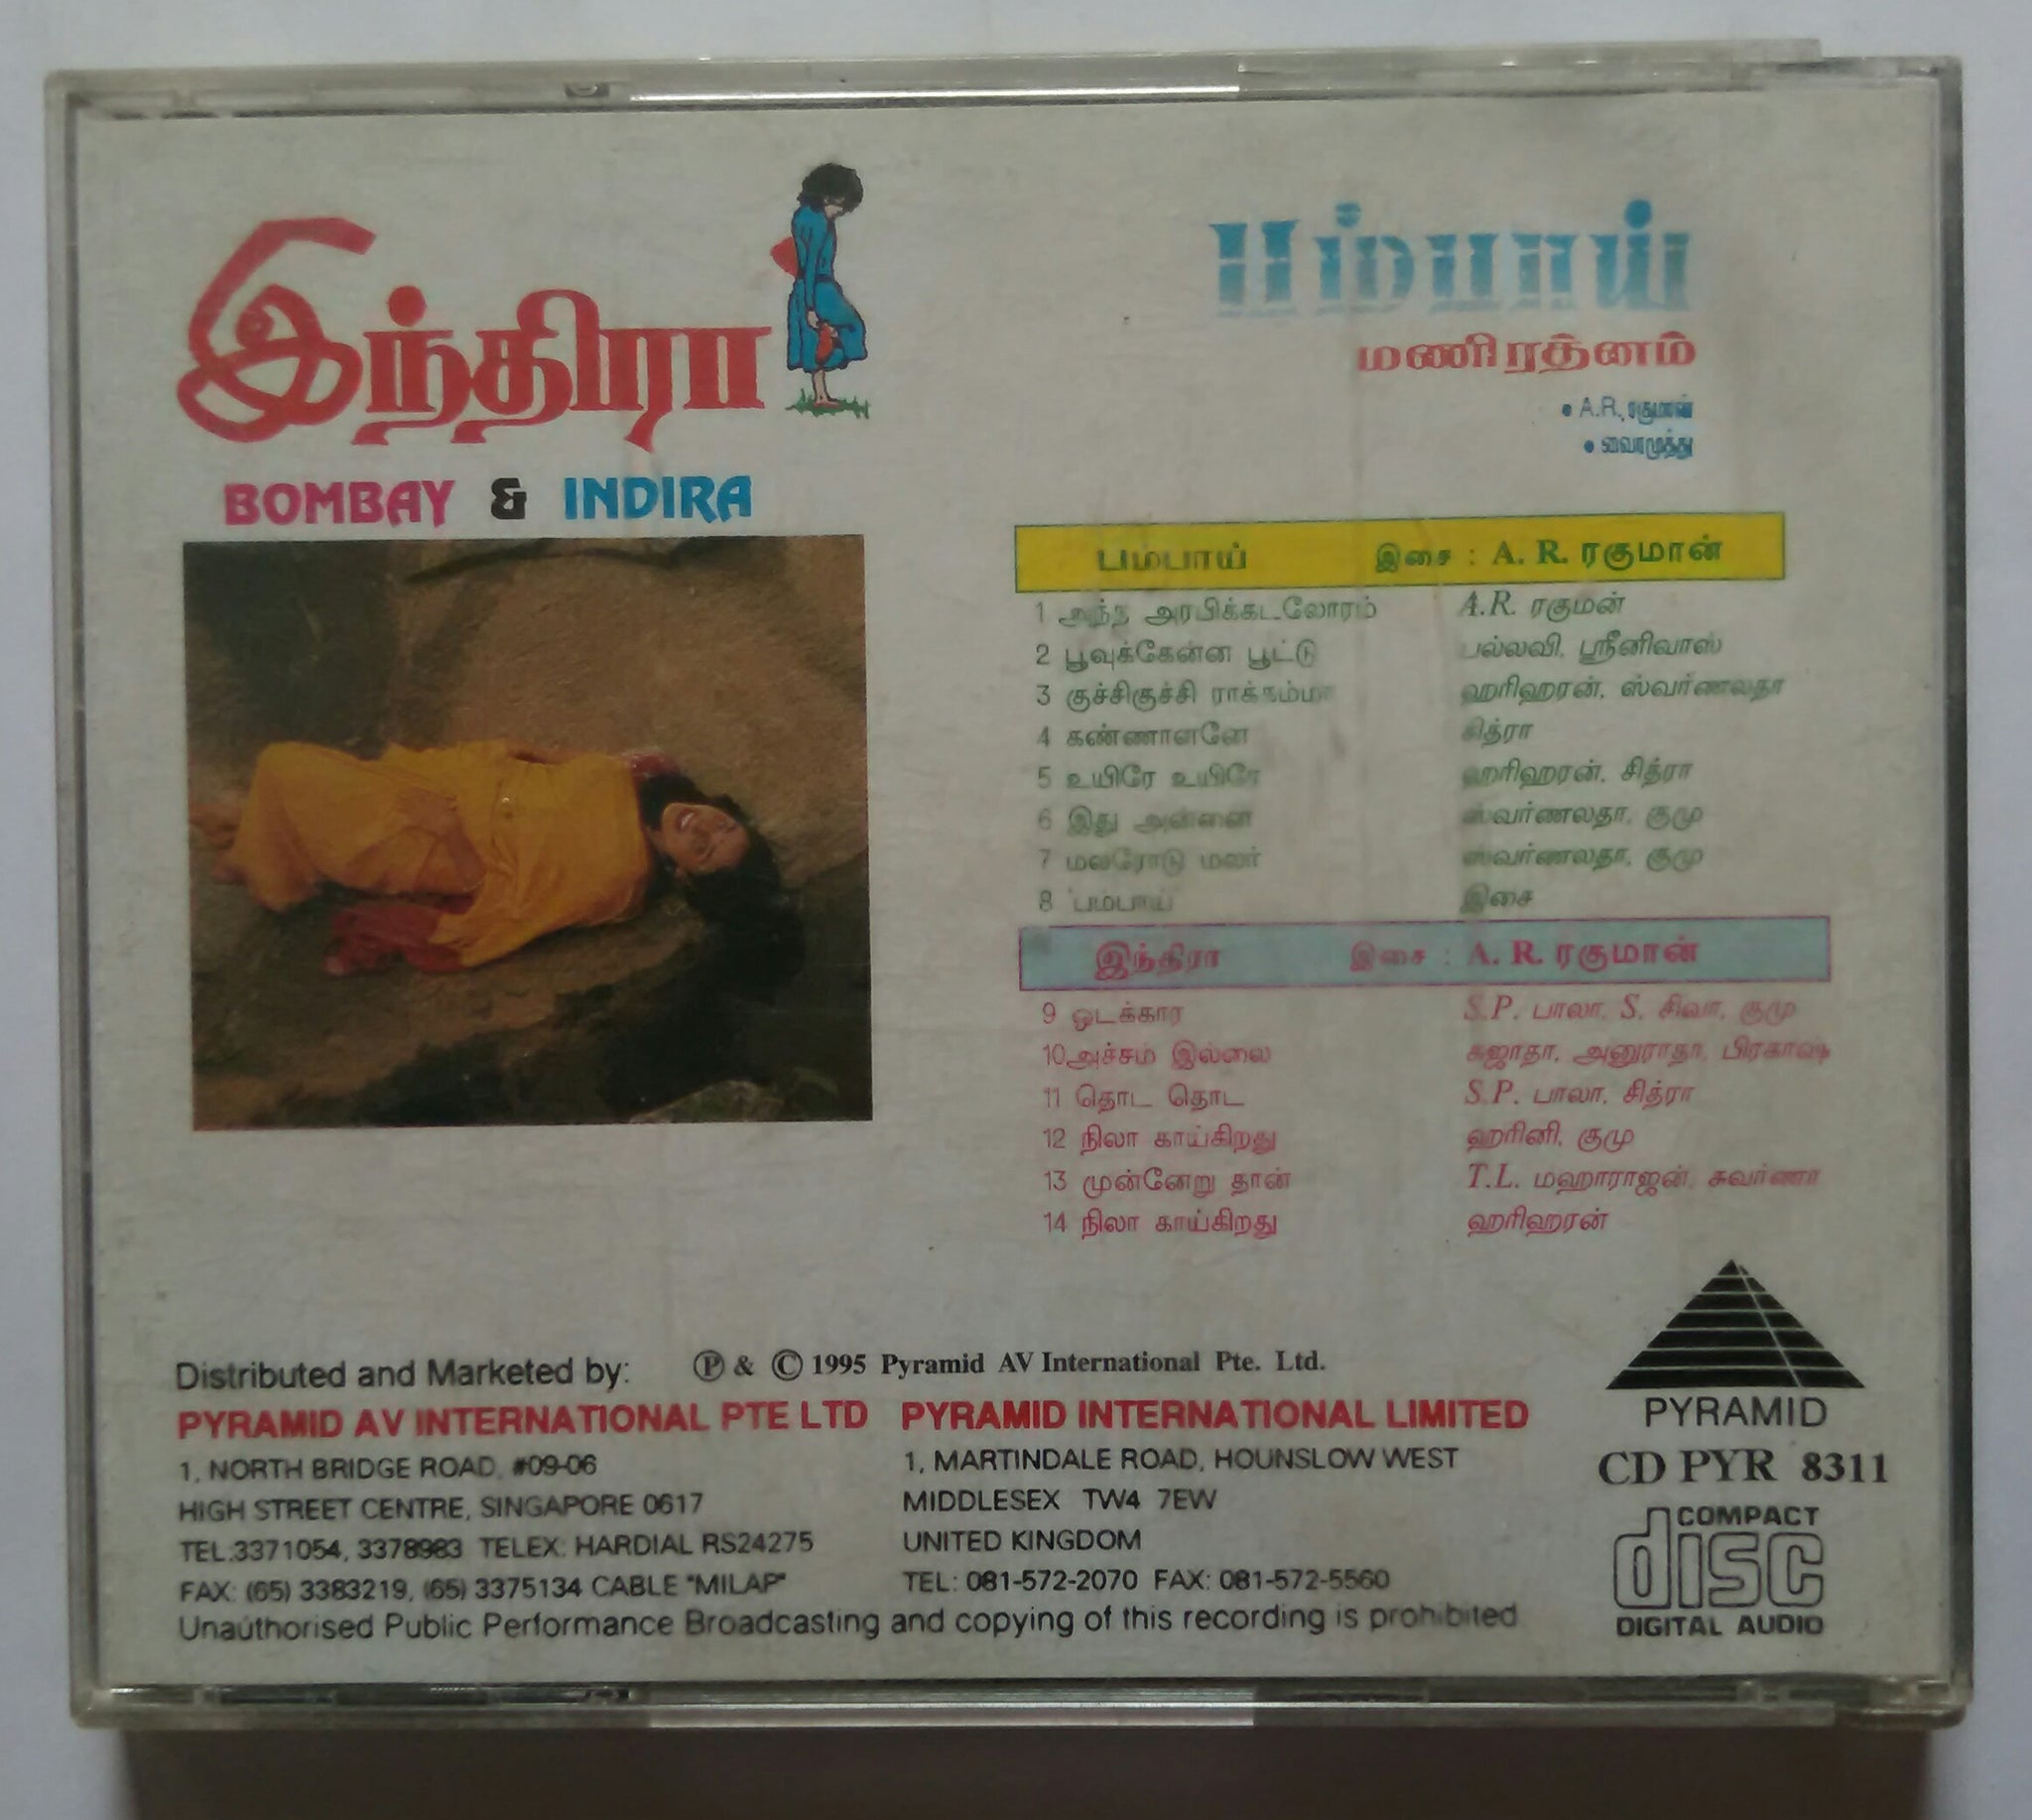 இந்திரா
BOMBAY & INDIRA
பம்பாய்
மணிரத்னம்
• A.R. ரகுமான்
• வைரமுத்து
பம்பாய் இசை : A. R. ரகுமான்
1 அந்த அரபிக்கடலோரம் A.R. ரகுமன்
2 பூவுக்கேன்ன பூட்டு பல்லவி, ஸ்ரீனிவாஸ்
3 குச்சிகுச்சி ராக்கம்மா ஹரிஹரன், ஸ்வர்ணலதா
4 கண்ணாளனே சித்ரா
5 உயிரே உயிரே ஹரிஹரன், சித்ரா
6 இது அன்னை ஸ்வர்ணலதா, குமு
7 மலரோடு மலர் ஸ்வர்ணலதா, குமு
8 'பம்பாய்' இசை
இந்திரா இசை : A. R. ரகுமான்
9 ஒடக்கார S.P. பாலா, S. சிவா, குமு
10 அச்சம் இல்லை சுஜாதா, அனுராதா, பிரகாஷ்
11 தொட தொட S.P. பாலா, சித்ரா
12 நிலா காய்கிறது ஹரினி, குமு
13 முன்னேறு தான் T.L. மஹாராஜன், சுவர்ணா
14 நிலா காய்கிறது ஹரிஹரன்
Distributed and Marketed by: Ⓟ & © 1995 Pyramid AV International Pte. Ltd.
PYRAMID AV INTERNATIONAL PTE LTD
1, NORTH BRIDGE ROAD, #09-06
HIGH STREET CENTRE, SINGAPORE 0617
TEL:3371054, 3378983 TELEX: HARDIAL RS24275
FAX: (65) 3383219, (65) 3375134 CABLE "MILAP"
PYRAMID INTERNATIONAL LIMITED
1, MARTINDALE ROAD, HOUNSLOW WEST
MIDDLESEX TW4 7EW
UNITED KINGDOM
TEL: 081-572-2070 FAX: 081-572-5560
Unauthorised Public Performance Broadcasting and copying of this recording is prohibited
PYRAMID
CD PYR 8311
COMPACT
disc
DIGITAL AUDIO